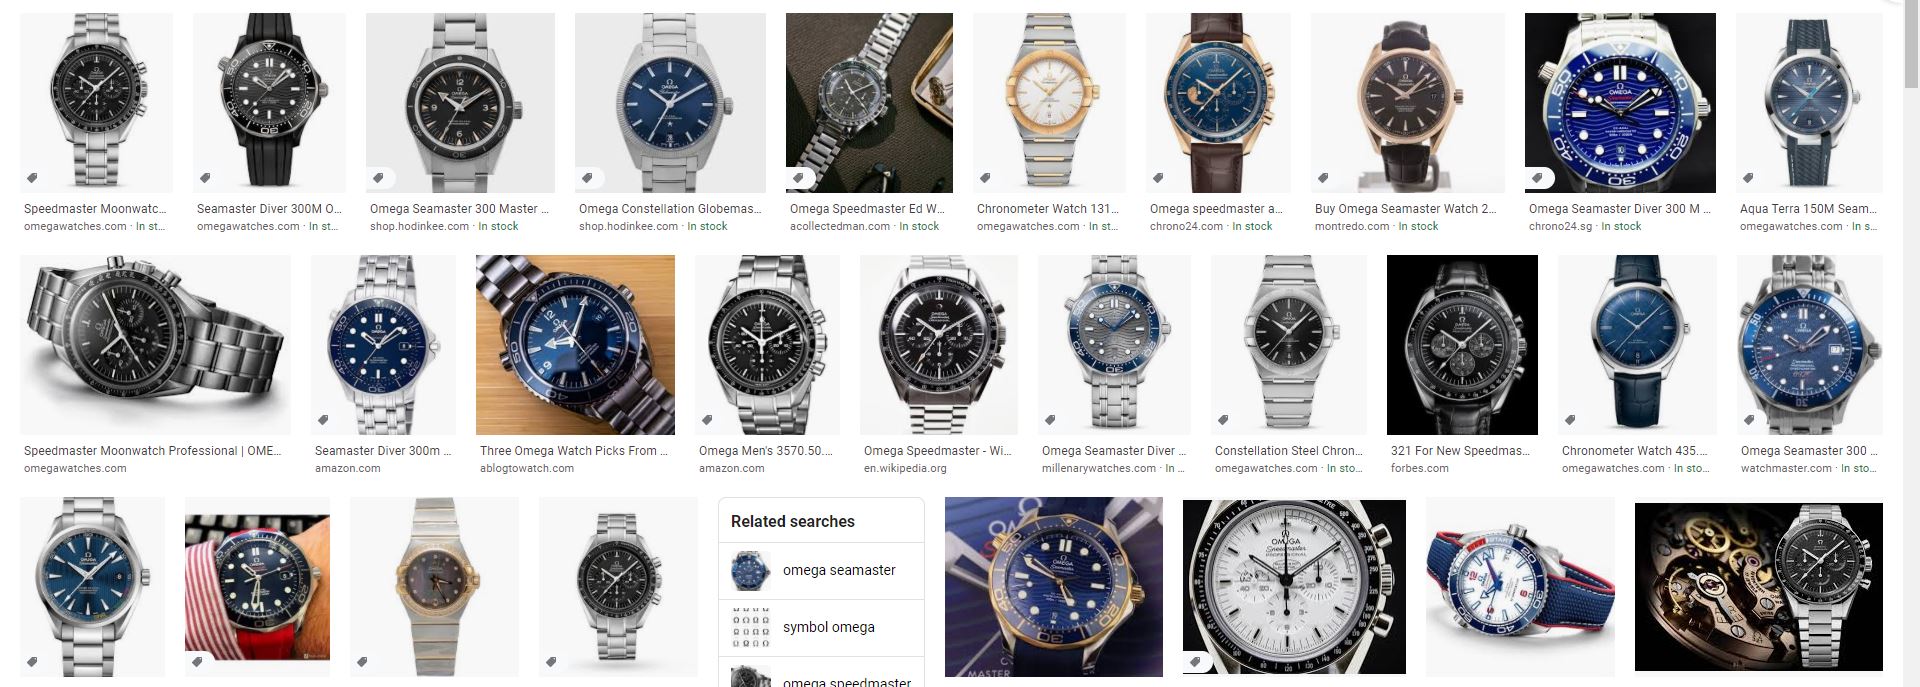 Speedmaster Moonwatc...
omegawatches.com · In st...
Seamaster Diver 300M O...
omegawatches.com · In st...
Omega Seamaster 300 Master ...
shop.hodinkee.com · In stock
Omega Constellation Globemas...
shop.hodinkee.com · In stock
Omega Speedmaster Ed W...
acollectedman.com · In stock
Chronometer Watch 131...
omegawatches.com · In st...
Omega speedmaster a...
chrono24.com · In stock
Buy Omega Seamaster Watch 2...
montredo.com · In stock
Omega Seamaster Diver 300 M ...
chrono24.sg · In stock
Aqua Terra 150M Seam...
omegawatches.com · In s...
Speedmaster Moonwatch Professional | OME...
omegawatches.com
Seamaster Diver 300m ...
amazon.com
Three Omega Watch Picks From ...
ablogtowatch.com
Omega Men's 3570.50....
amazon.com
Omega Speedmaster - Wi...
en.wikipedia.org
Omega Seamaster Diver ...
millenarywatches.com · In ...
Constellation Steel Chron...
omegawatches.com · In sto...
321 For New Speedmas...
forbes.com
Chronometer Watch 435....
omegawatches.com · In sto...
Omega Seamaster 300 ...
watchmaster.com · In sto...
Related searches
omega seamaster
symbol omega
omega speedmaster